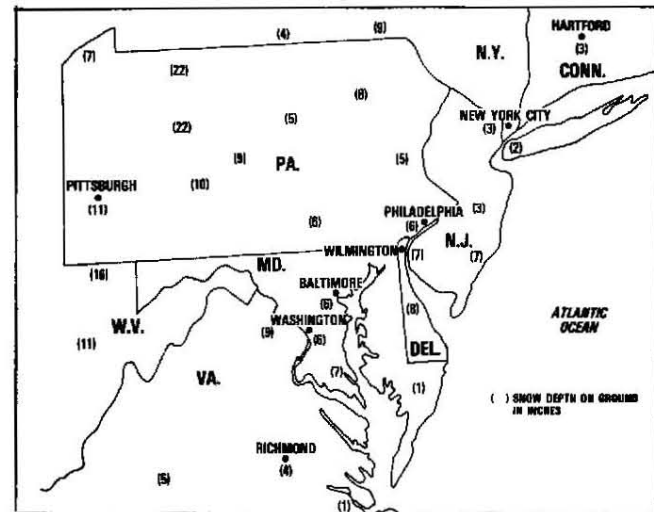 (4)
(9)
HARTFORD
(3)
N.Y.
CONN.
(7)
(22)
(8)
NEW YORK CITY
(3)
(5)
(22)
(2)
(9)
PA.
(5)
(10)
PITTSBURGH
(11)
(3)
PHILADELPHIA
(6)
(6)
N.J.
WILMINGTON
(7)
(7)
MD.
(16)
BALTIMORE
(6)
(8)
W.V.
(9)
WASHINGTON
(6)
ATLANTIC
OCEAN
(11)
DEL.
VA.
(7)
(1)
( ) SNOW DEPTH ON GROUND
IN INCHES
RICHMOND
(4)
(5)
(1)